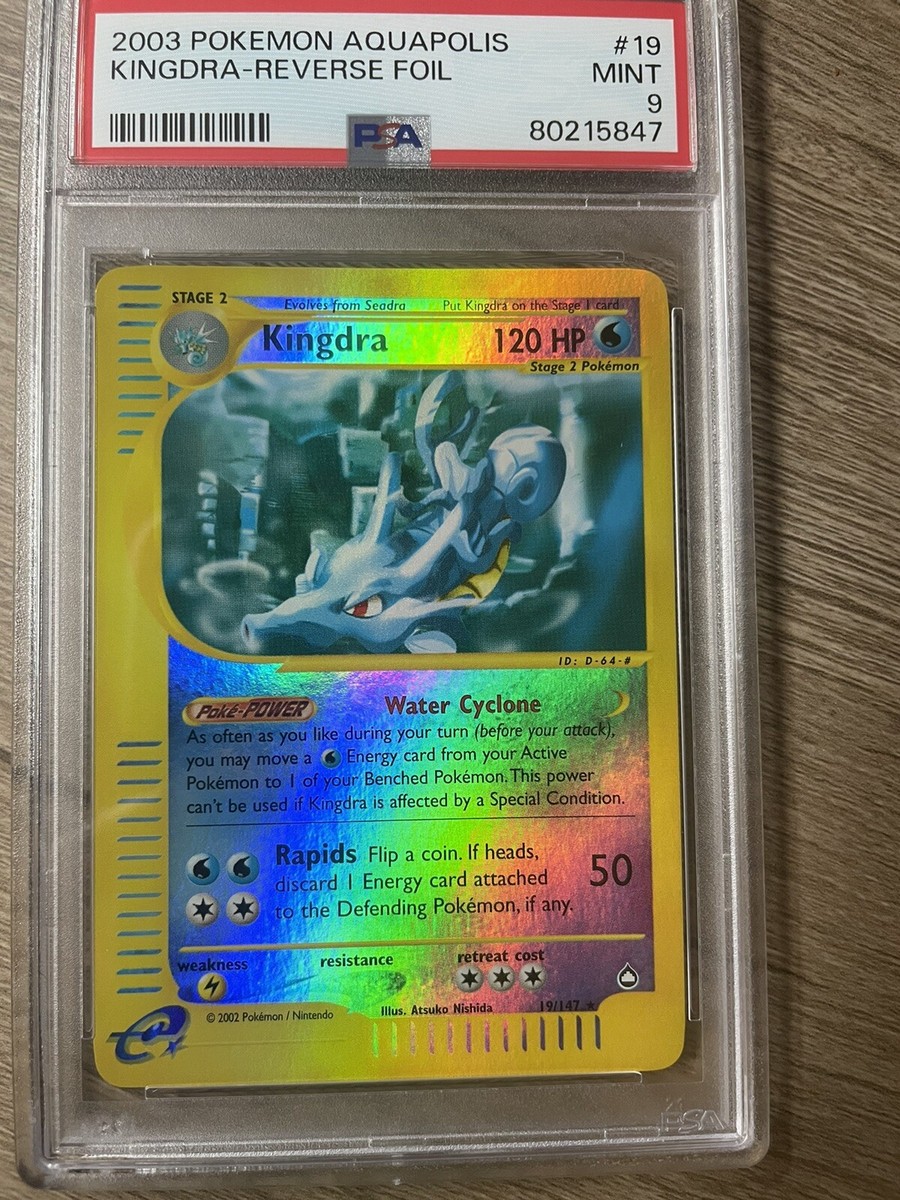 2003 POKEMON AQUAPOLIS #19
KINGDRA-REVERSE FOIL MINT
9
80215847
PSA
STAGE 2 Evolves from Seadra Put Kingdra on the Stage 1 card
Kingdra 120 HP
Stage 2 Pokémon
ID: D-64-#
Poké-POWER Water Cyclone
As often as you like during your turn (before your attack),
you may move a Energy card from your Active
Pokémon to 1 of your Benched Pokémon. This power
can't be used if Kingdra is affected by a Special Condition.
Rapids Flip a coin. If heads,
discard 1 Energy card attached 50
to the Defending Pokémon, if any.
weakness resistance retreat cost
Illus. Atsuko Nishida 19/147 ★
© 2002 Pokémon / Nintendo
e
PSA